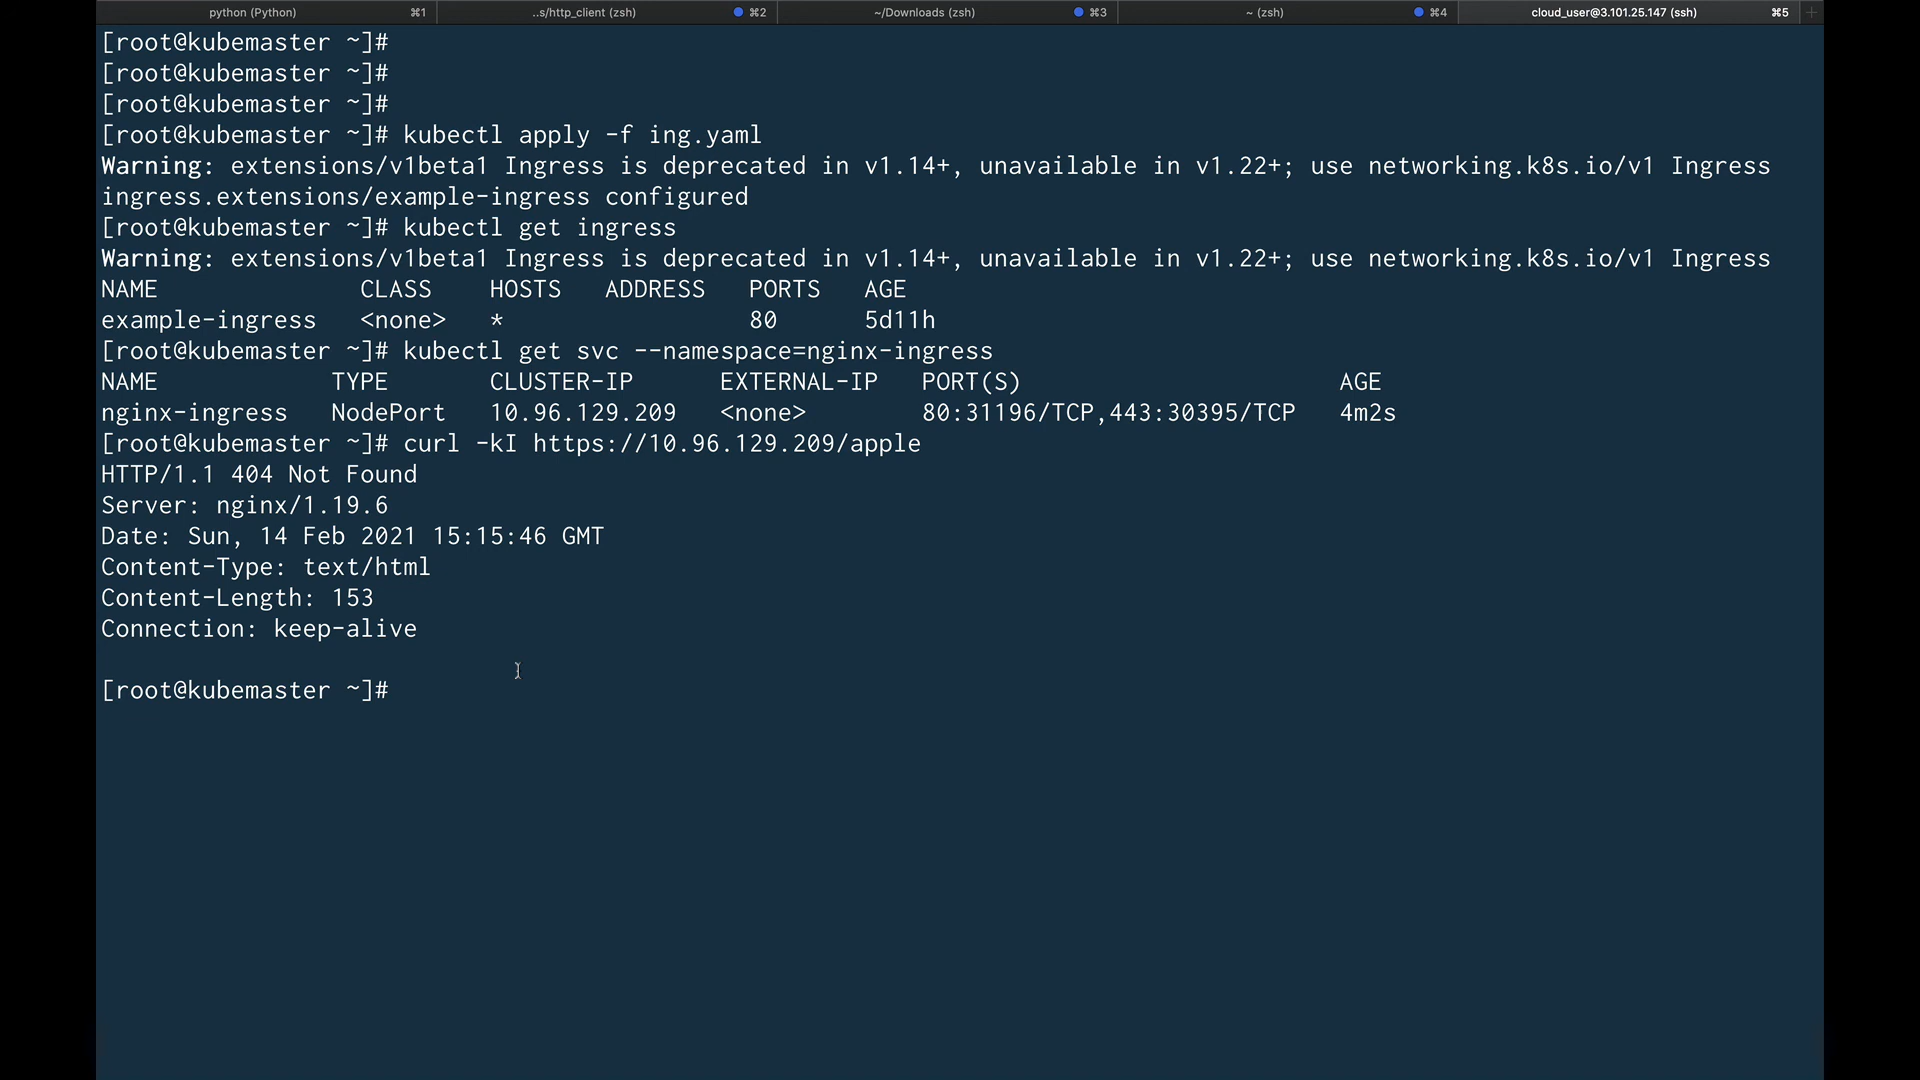 python (Python) ⌘1 ..s/http_client (zsh) ⌘2 ~/Downloads (zsh) ⌘3 ~ (zsh) ⌘4 cloud_user@3.101.25.147 (ssh) ⌘5
[root@kubemaster ~]#
[root@kubemaster ~]#
[root@kubemaster ~]#
[root@kubemaster ~]# kubectl apply -f ing.yaml
Warning: extensions/v1beta1 Ingress is deprecated in v1.14+, unavailable in v1.22+; use networking.k8s.io/v1 Ingress
ingress.extensions/example-ingress configured
[root@kubemaster ~]# kubectl get ingress
Warning: extensions/v1beta1 Ingress is deprecated in v1.14+, unavailable in v1.22+; use networking.k8s.io/v1 Ingress
NAME              CLASS    HOSTS   ADDRESS   PORTS   AGE
example-ingress   <none>   *                 80      5d11h
[root@kubemaster ~]# kubectl get svc --namespace=nginx-ingress
NAME            TYPE       CLUSTER-IP      EXTERNAL-IP   PORT(S)                      AGE
nginx-ingress   NodePort   10.96.129.209   <none>        80:31196/TCP,443:30395/TCP   4m2s
[root@kubemaster ~]# curl -kI https://10.96.129.209/apple
HTTP/1.1 404 Not Found
Server: nginx/1.19.6
Date: Sun, 14 Feb 2021 15:15:46 GMT
Content-Type: text/html
Content-Length: 153
Connection: keep-alive
[root@kubemaster ~]#